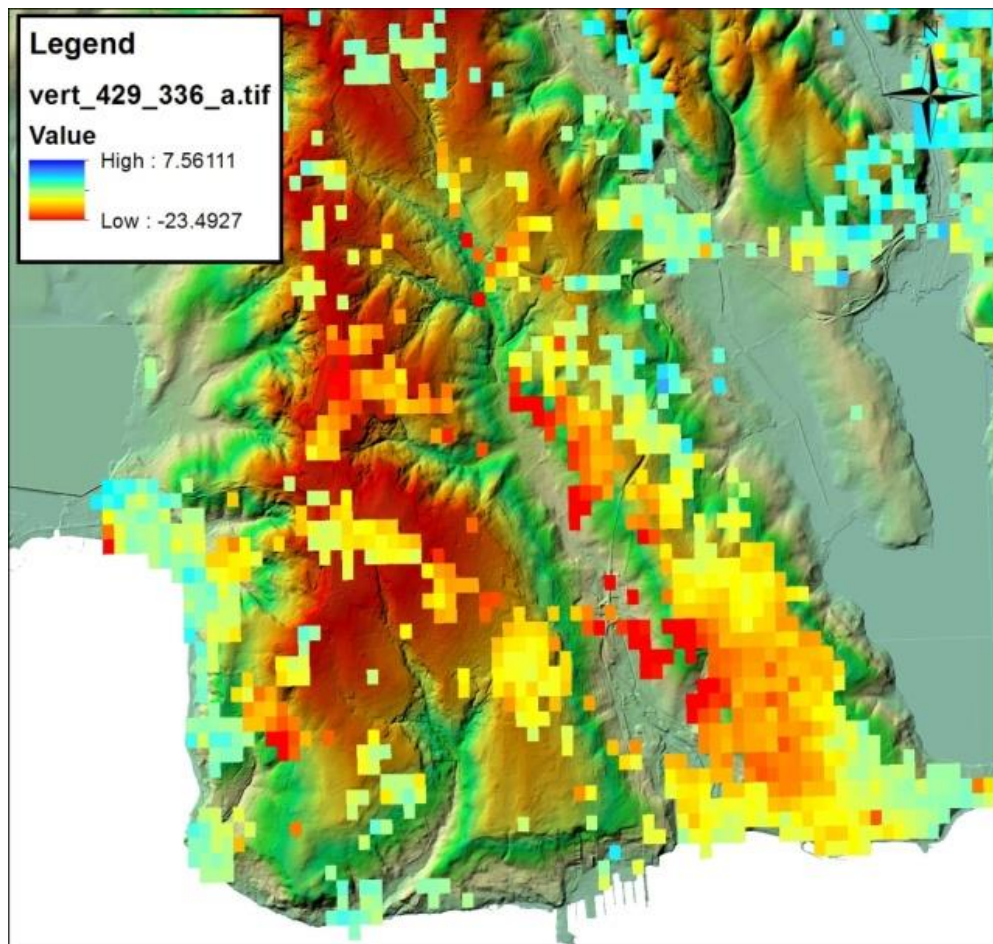 Legend
vert_429_336_a.tif
Value
High : 7.56111
Low : -23.4927
N